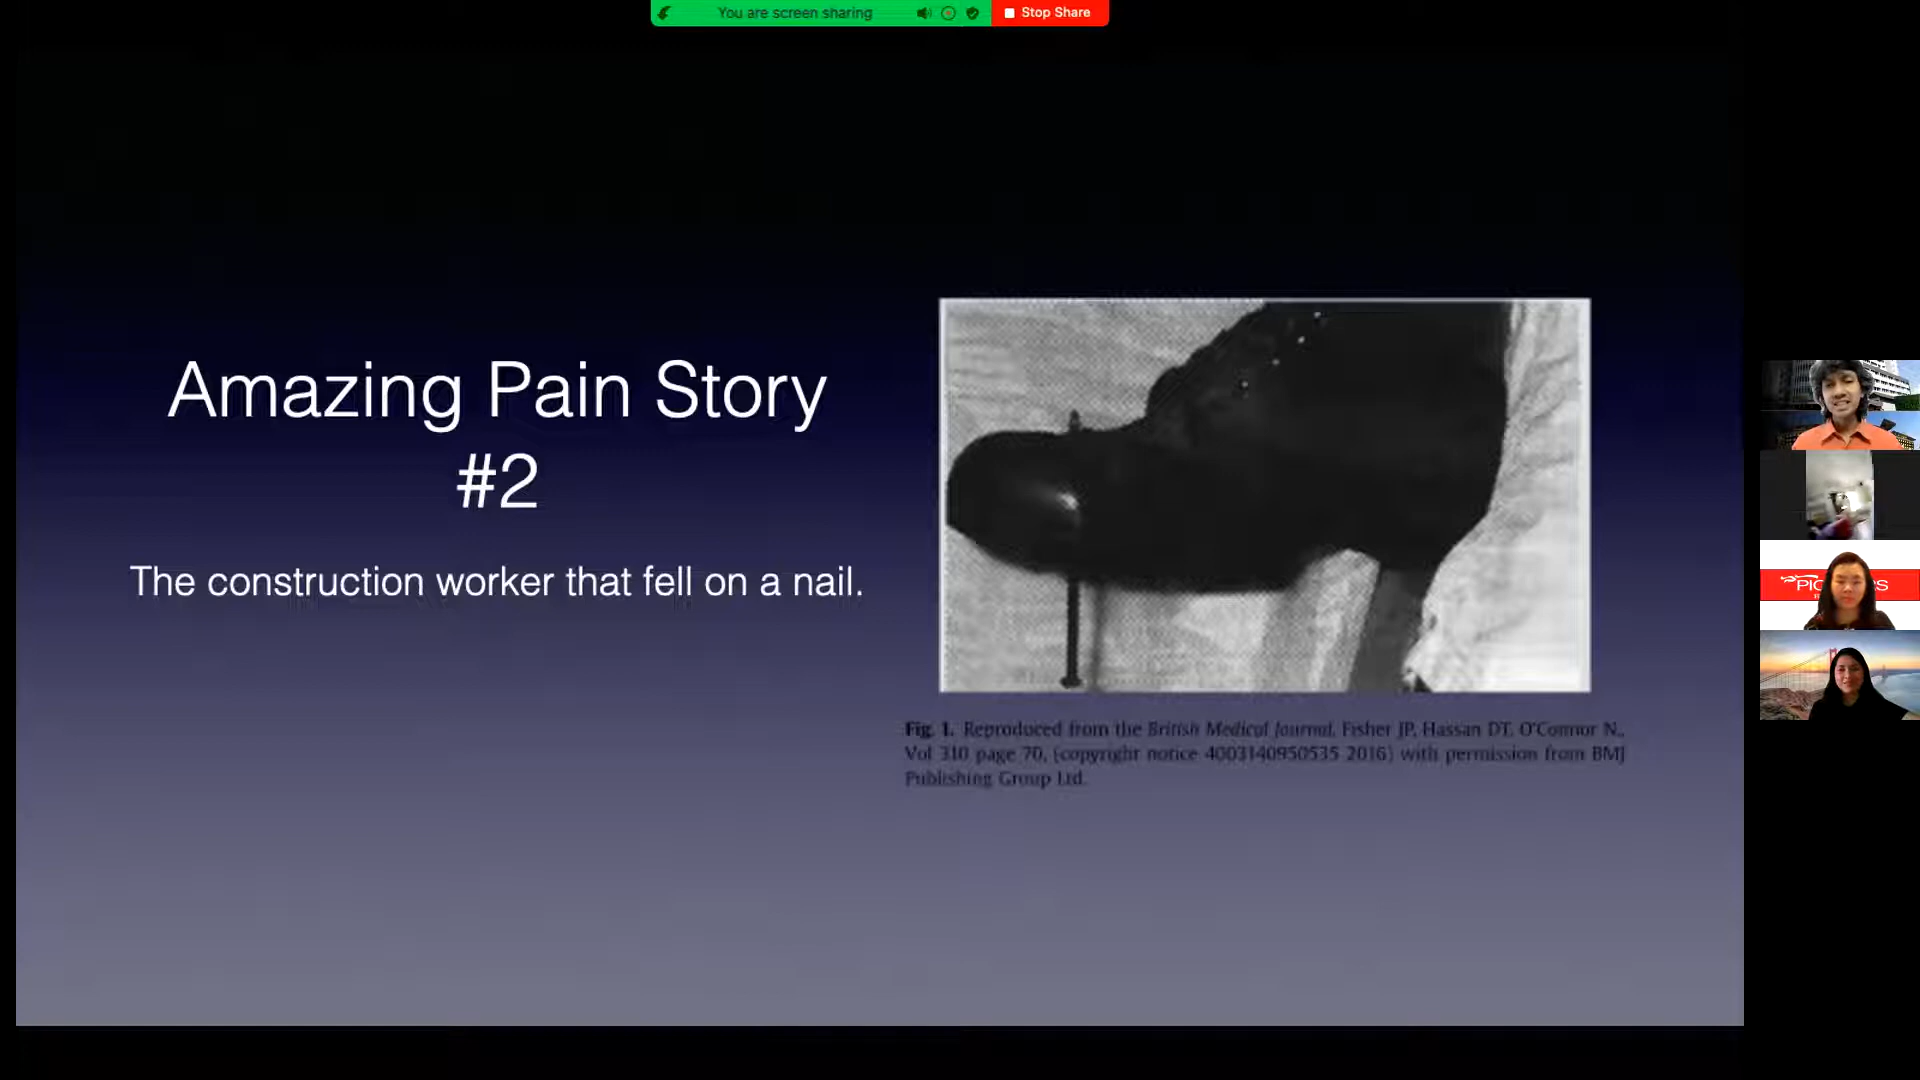 You are screen sharing
Stop Share
Amazing Pain Story
#2
The construction worker that fell on a nail.
Fig. 1. Reproduced from the British Medical Journal, Fisher JP, Hassan DT, O'Connor N.,
Vol 310 page 70, (copyright notice 4003140950535 2016) with permission from BMJ
Publishing Group Ltd.